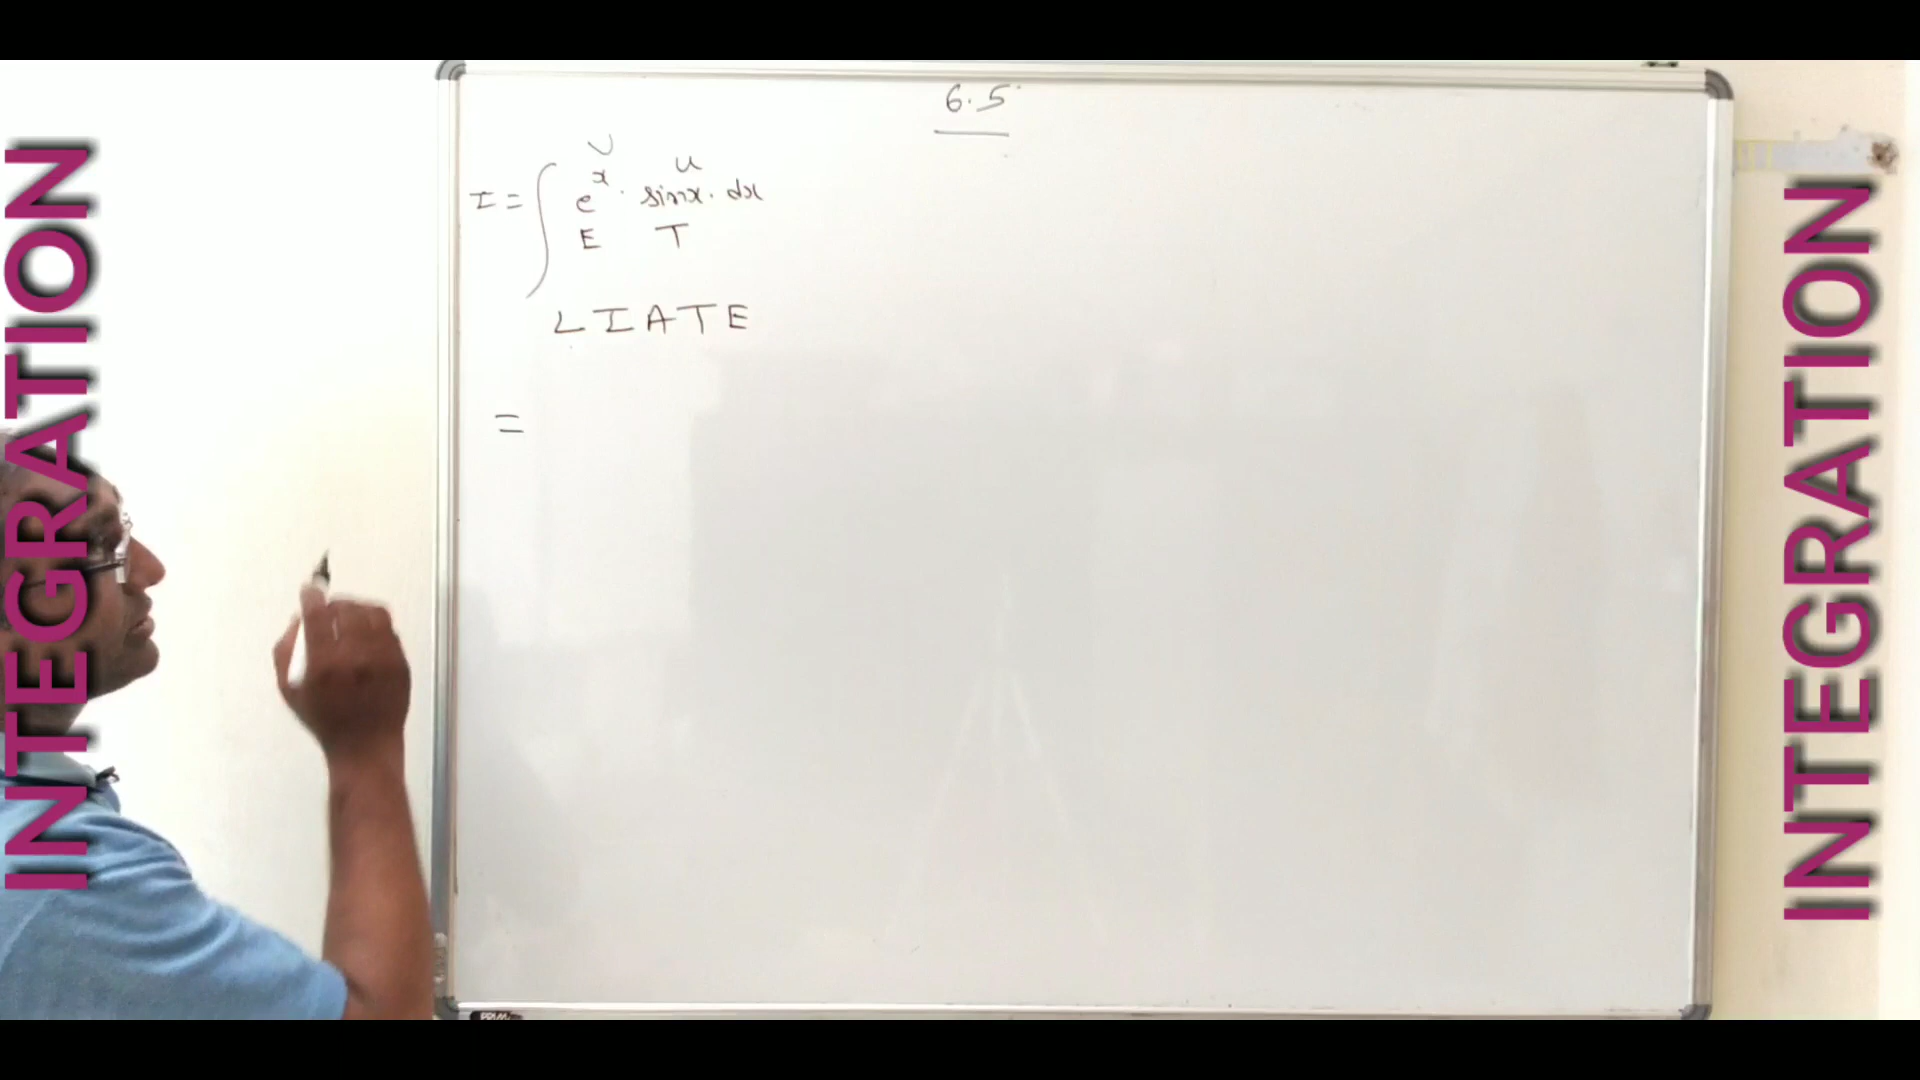 INTEGRATION
6.5
V u
I = ∫ e^x . sinx . dx
E T
LIATE
=
INTEGRATION